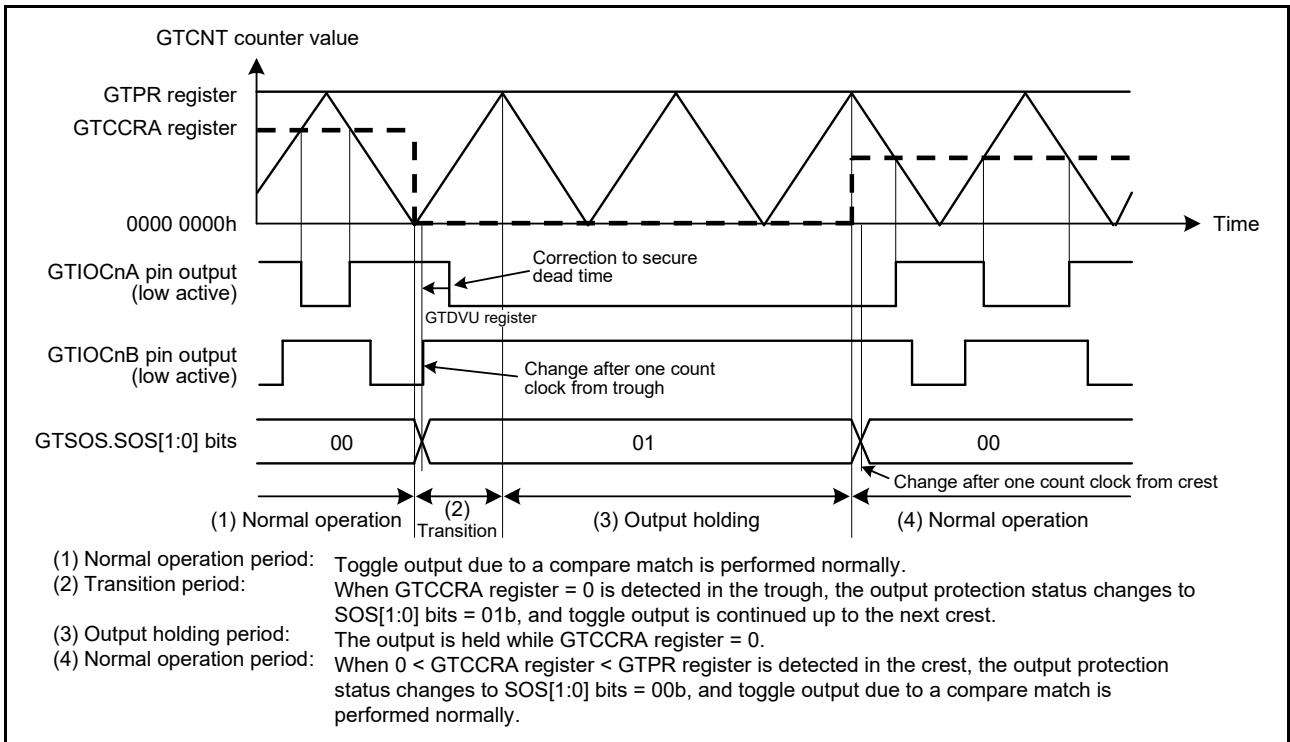 GTCNT counter value
GTPR register
GTCCRA register
0000 0000h
Time
GTIOCnA pin output
(low active)
Correction to secure
dead time
GTDVU register
GTIOCnB pin output
(low active)
Change after one count
clock from trough
GTSOS.SOS[1:0] bits
00
01
00
Change after one count clock from crest
(1) Normal operation
(2)
Transition
(3) Output holding
(4) Normal operation
(1) Normal operation period: Toggle output due to a compare match is performed normally.
(2) Transition period: When GTCCRA register = 0 is detected in the trough, the output protection status changes to
SOS[1:0] bits = 01b, and toggle output is continued up to the next crest.
(3) Output holding period: The output is held while GTCCRA register = 0.
(4) Normal operation period: When 0 < GTCCRA register < GTPR register is detected in the crest, the output protection
status changes to SOS[1:0] bits = 00b, and toggle output due to a compare match is
performed normally.